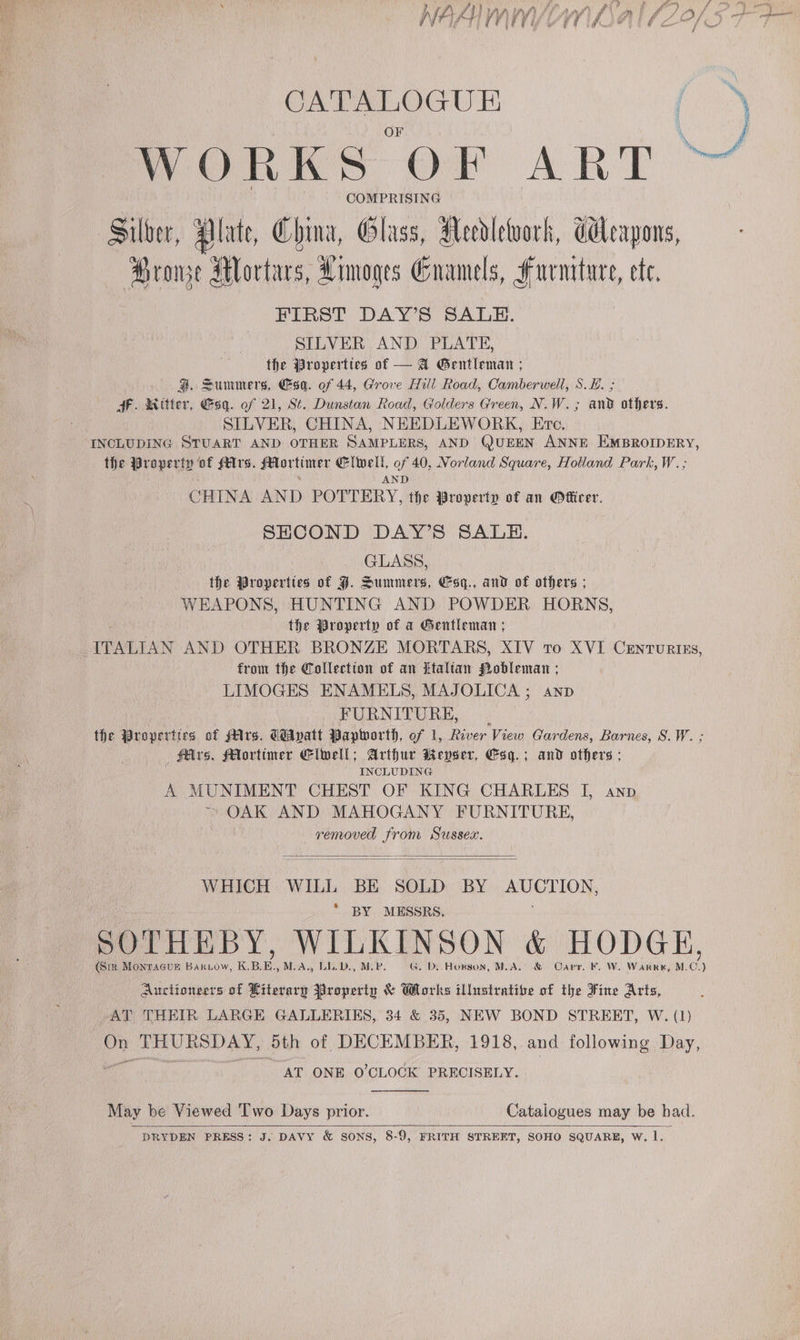 CATALOGUE
OF
WORKS OF ART
COMPRISING
Silver, Plate, China, Glass, Needlework, Weapons,
Bronze Mortars, Limoges Enamels, Furniture, etc.
FIRST DAY'S SALE.
SILVER AND PLATE,
the Properties of — A Gentleman ;
J. Summers, Esq. of 44, Grove Hill Road, Camberwell, S.E. ;
F. Ritter, Esq. of 21, St. Dunstan Road, Golders Green, N.W. ; and others.
SILVER, CHINA, NEEDLEWORK, ETC.
INCLUDING STUART AND OTHER SAMPLERS, AND QUEEN ANNE EMBROIDERY,
the Property of Mrs. Mortimer Elwell, of 40, Norland Square, Holland Park, W. ;
AND
CHINA AND POTTERY, the Property of an Officer.
SECOND DAY'S SALE.
GLASS,
the Properties of J. Summers, Esq., and of others ;
WEAPONS, HUNTING AND POWDER HORNS,
the Property of a Gentleman ;
ITALIAN AND OTHER BRONZE MORTARS, XIV TO XVI CENTURIES,
from the Collection of an Italian Nobleman ;
LIMOGES ENAMELS, MAJOLICA ; AND
FURNITURE,
the Properties of Mrs. Wyatt Papworth, of 1, River View Gardens, Barnes, S.W. ;
Mrs. Mortimer Elwell; Arthur Keyser, Esq. ; and others ;
INCLUDING
A MUNIMENT CHEST OF KING CHARLES I, AND
OAK AND MAHOGANY FURNITURE,
removed from Sussex.
WHICH WILL BE SOLD BY AUCTION,
BY MESSRS.
SOTHEBY, WILKINSON & HODGE,
(SIR MONTAGUE BARLOW, K.B.E., M.A., LL.D., M.P. G. D. HOBSON, M.A. & CAPT. F. W. WARRE, M.C.)
Auctioneers of Literary Property & Works illustrative of the Fine Arts,
AT THEIR LARGE GALLERIES, 34 & 35, NEW BOND STREET, W. (1)
On THURSDAY, 5th of DECEMBER, 1918, and following Day,
AT ONE O'CLOCK PRECISELY.
May be Viewed Two Days prior. Catalogues may be had.
DRYDEN PRESS: J. DAVY & SONS, 8-9, FRITH STREET, SOHO SQUARE, W. 1.